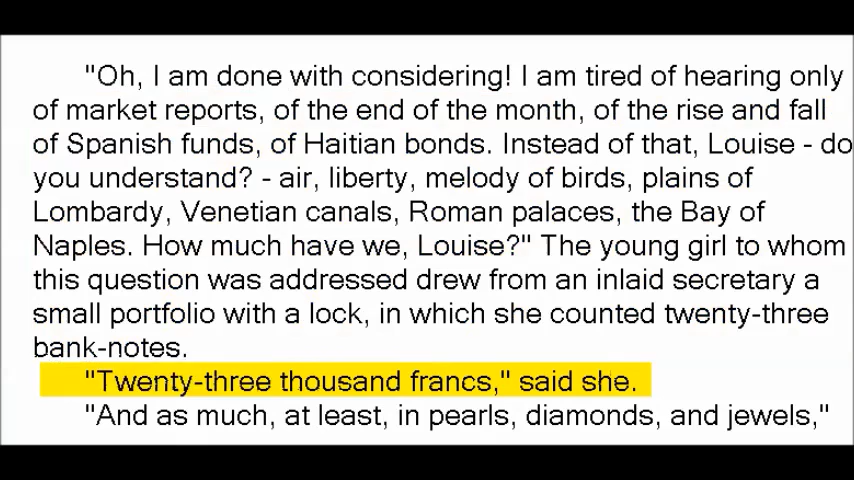 "Oh, I am done with considering! I am tired of hearing only
of market reports, of the end of the month, of the rise and fall
of Spanish funds, of Haitian bonds. Instead of that, Louise - do
you understand? - air, liberty, melody of birds, plains of
Lombardy, Venetian canals, Roman palaces, the Bay of
Naples. How much have we, Louise?" The young girl to whom
this question was addressed drew from an inlaid secretary a
small portfolio with a lock, in which she counted twenty-three
bank-notes.
"Twenty-three thousand francs," said she.
"And as much, at least, in pearls, diamonds, and jewels,"